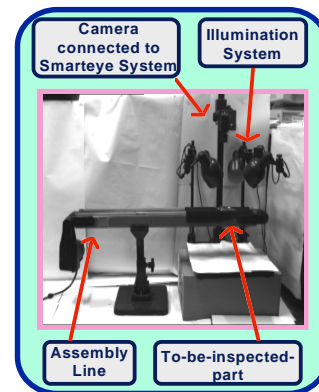 Camera
connected to
Smarteye System
Illumination
System
Assembly
Line
To-be-inspected-
part